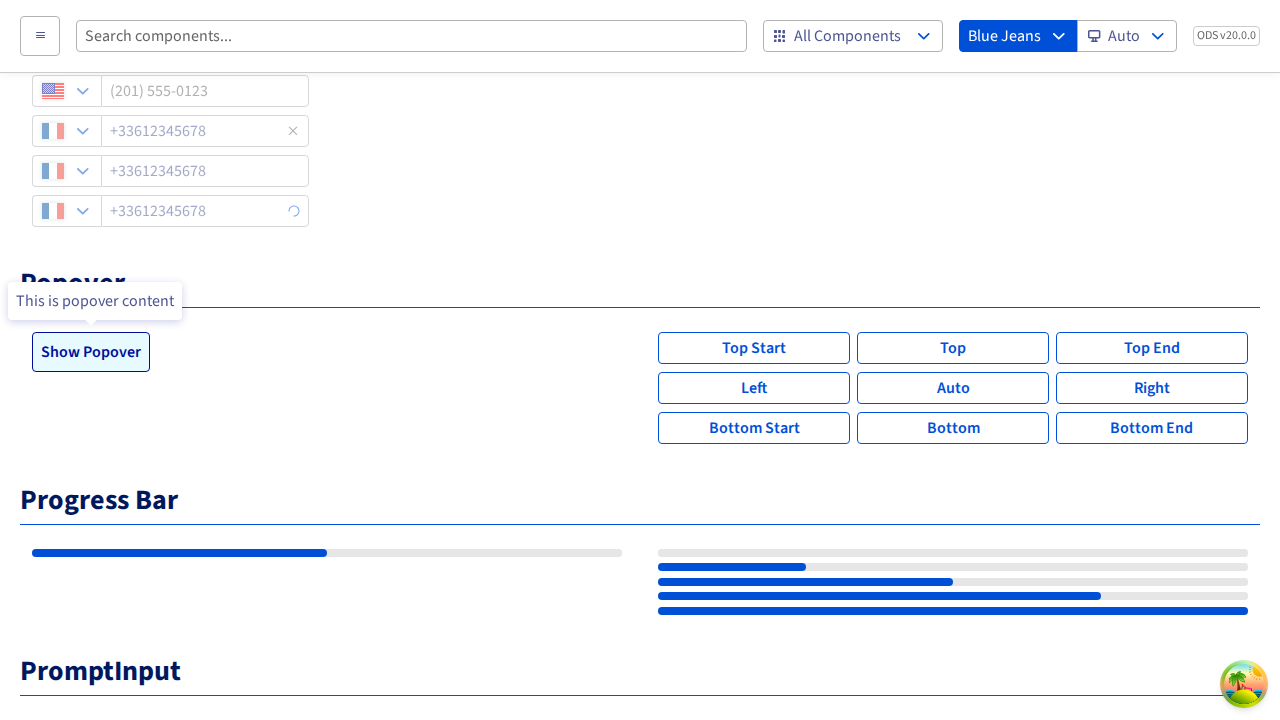 Search components...
All Components
Blue Jeans
Auto
ODS v20.0.0
(201) 555-0123
+33612345678
+33612345678
+33612345678
Popover
This is popover content
Show Popover
Top Start
Top
Top End
Left
Auto
Right
Bottom Start
Bottom
Bottom End
Progress Bar
PromptInput